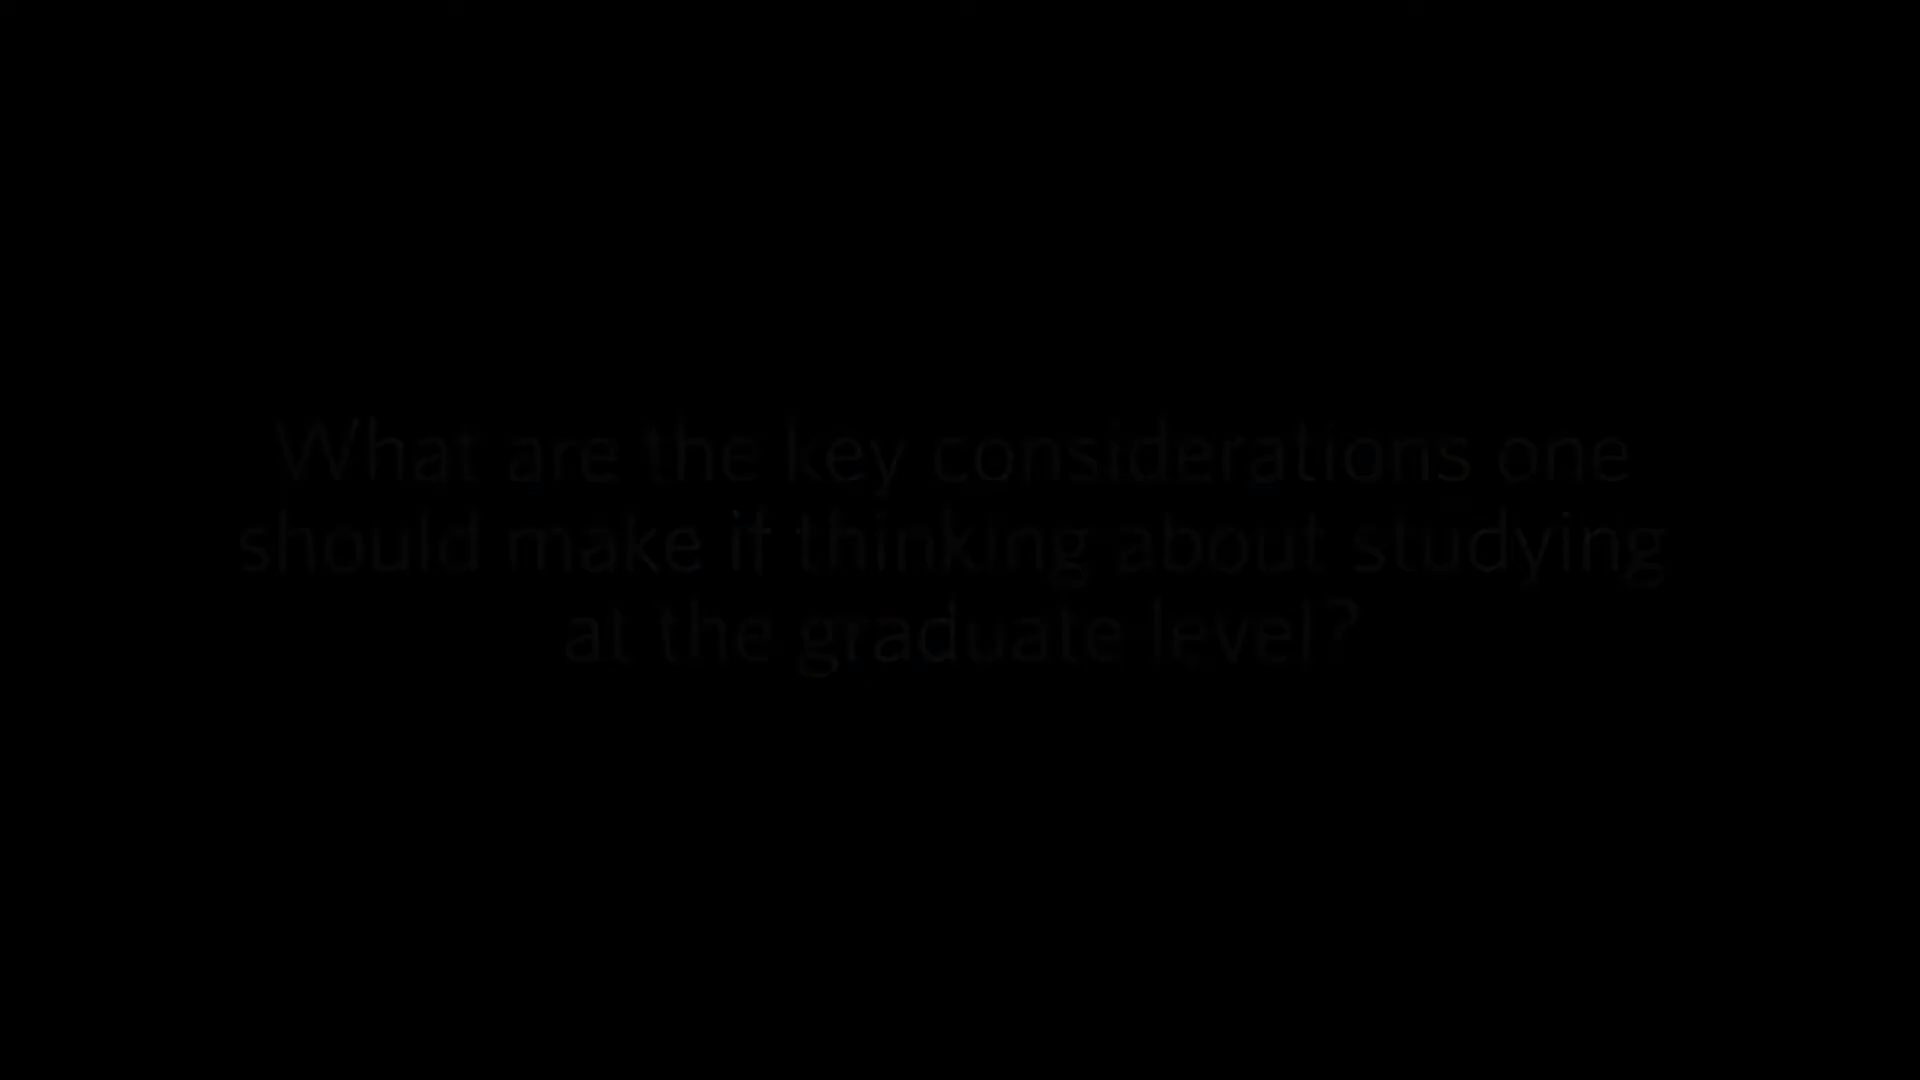 What are the key considerations one
should make if thinking about studying
at the graduate level?